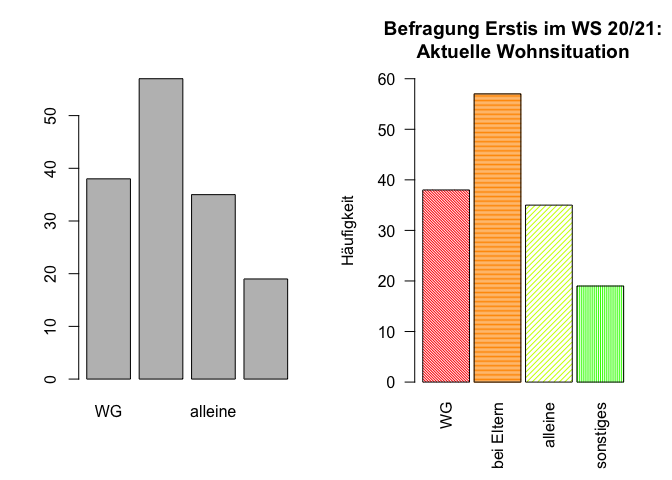 50
40
30
20
10
0
WG
alleine
Befragung Erstis im WS 20/21:
Aktuelle Wohnsituation
Häufigkeit
60
50
40
30
20
10
0
WG
bei Eltern
alleine
sonstiges